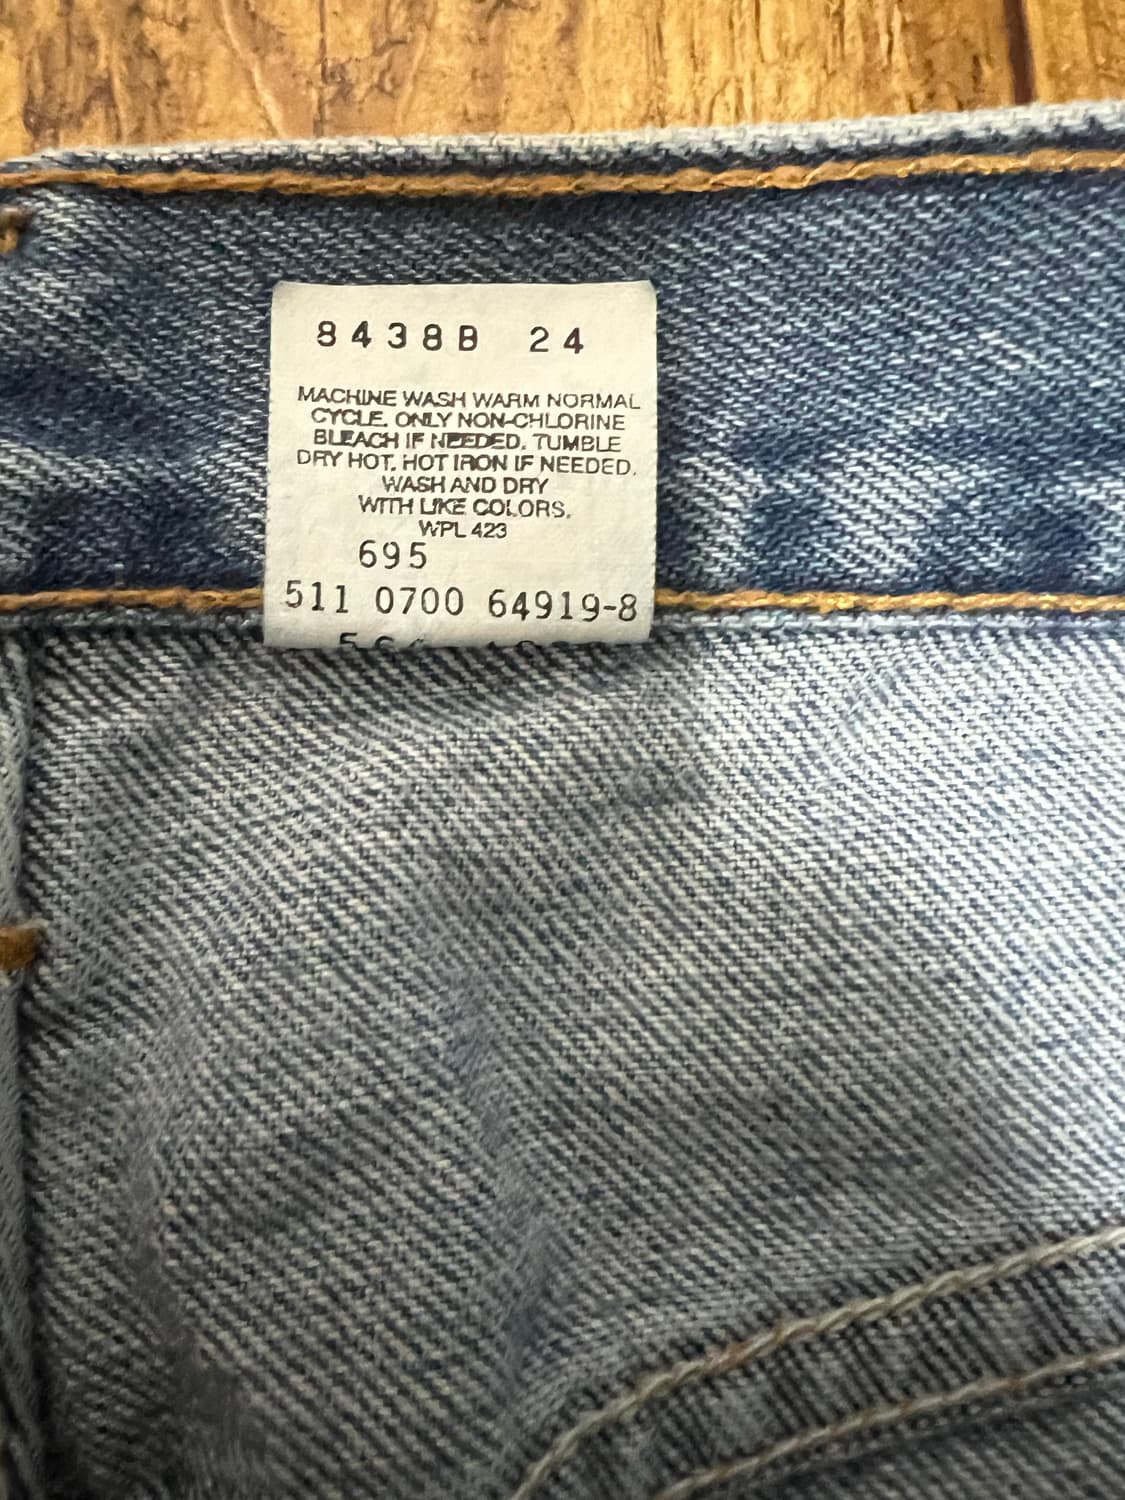 8438B 24
MACHINE WASH WARM NORMAL
CYCLE. ONLY NON-CHLORINE
BLEACH IF NEEDED. TUMBLE
DRY HOT. HOT IRON IF NEEDED.
WASH AND DRY
WITH LIKE COLORS.
WPL 423
695
511 0700 64919-8